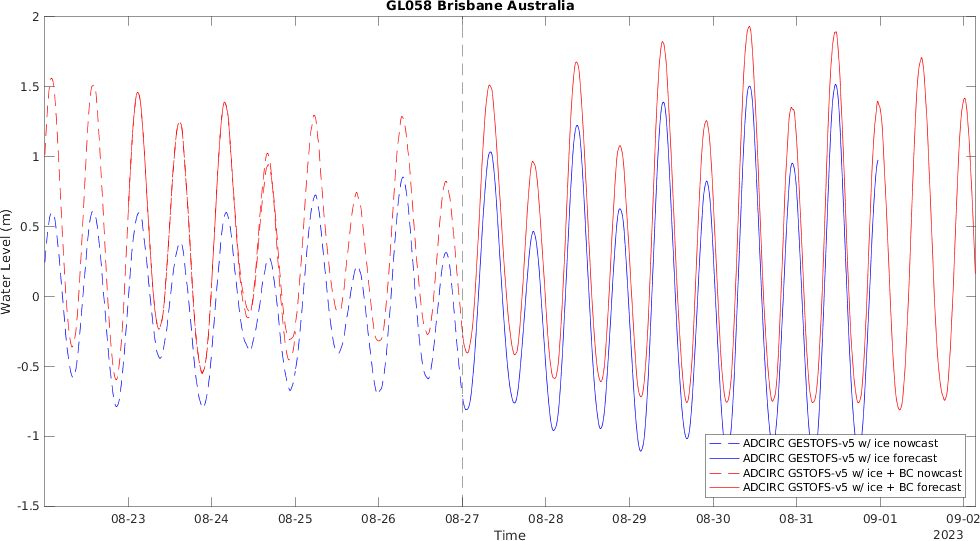 GL058 Brisbane Australia
2
1.5
1
0.5
0
-0.5
-1
-1.5
Water Level (m)
ADCIRC GESTOFS-v5 w/ ice nowcast
ADCIRC GESTOFS-v5 w/ ice forecast
ADCIRC GSTOFS-v5 w/ ice + BC nowcast
ADCIRC GSTOFS-v5 w/ ice + BC forecast
08-23 08-24 08-25 08-26 08-27 08-28 08-29 08-30 08-31 09-01 09-02
Time
2023